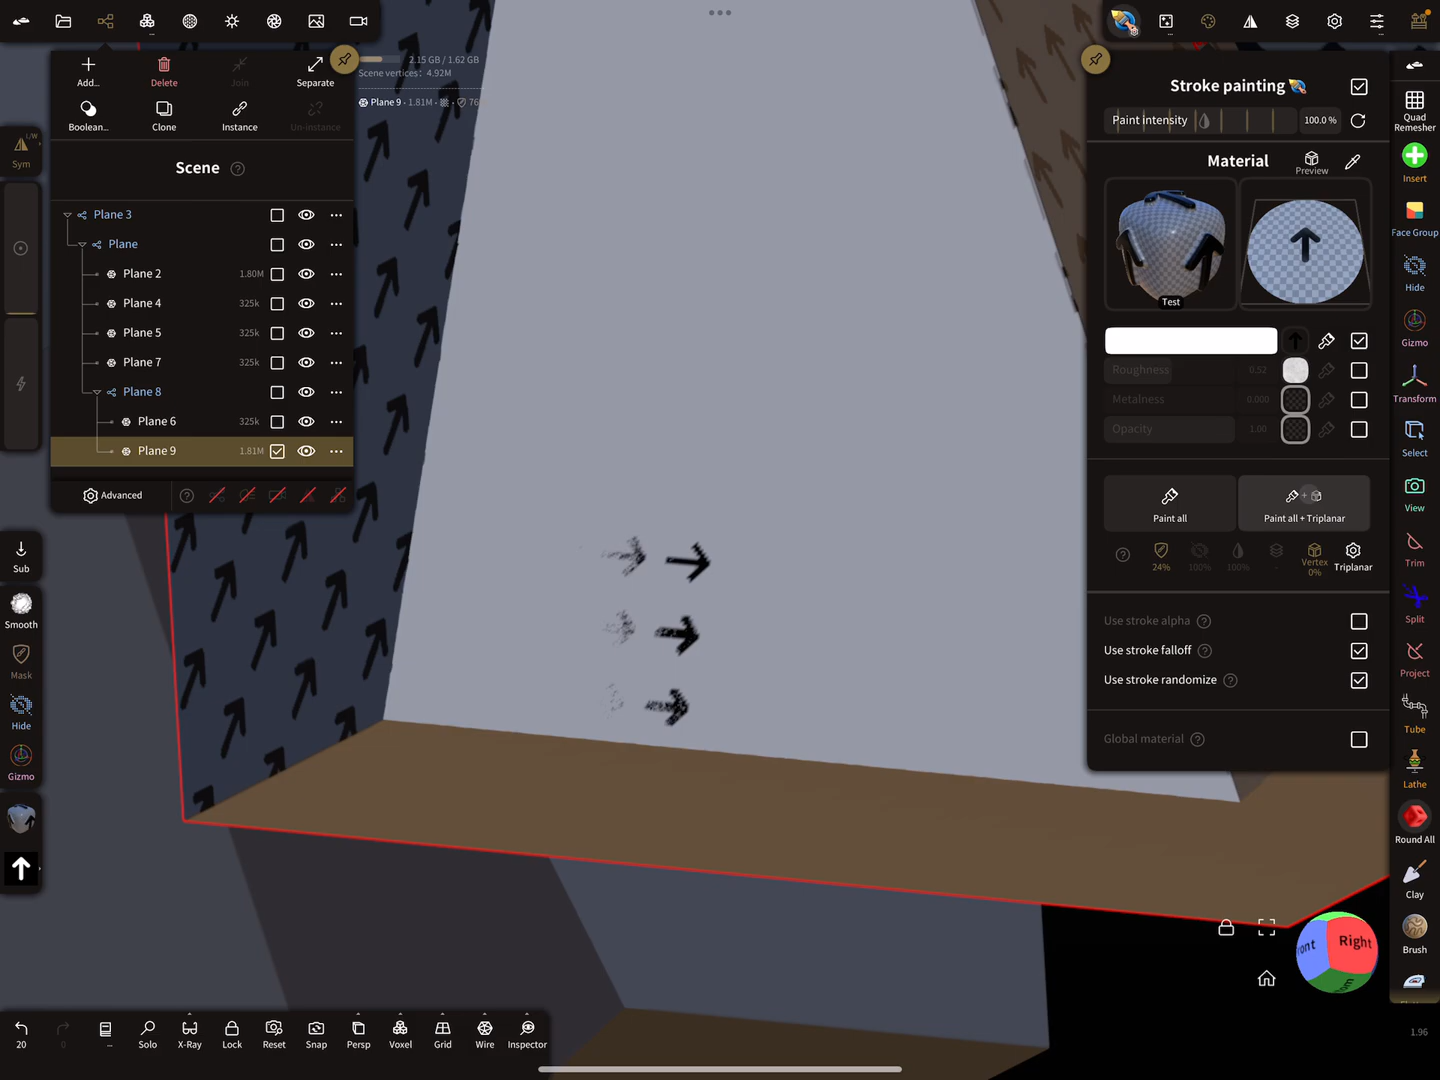 Add...
Delete
Join
Separate
Boolean...
Clone
Instance
Un-instance
Scene
Plane 3
Plane
Plane 2 1.80M
Plane 4 325k
Plane 5 325k
Plane 7 325k
Plane 8
Plane 6 325k
Plane 9 1.81M
Advanced
2.15 GB / 1.62 GB
Scene vertices: 4.92M
Plane 9 · 1.81M
L/W
Sym
Sub
Smooth
Mask
Hide
Gizmo
Stroke painting
Paint intensity 100.0 %
Material
Preview
Test
Roughness 0.52
Metalness 0.000
Opacity 1.00
Paint all
Paint all + Triplanar
24%
100%
100%
Vertex
0%
Triplanar
Use stroke alpha
Use stroke falloff
Use stroke randomize
Global material
Quad
Remesher
Insert
Face Group
Hide
Gizmo
Transform
Select
View
Trim
Split
Project
Tube
Lathe
Round All
Clay
Brush
Right
20
0
...
Solo
X-Ray
Lock
Reset
Snap
Persp
Voxel
Grid
Wire
Inspector
1.96